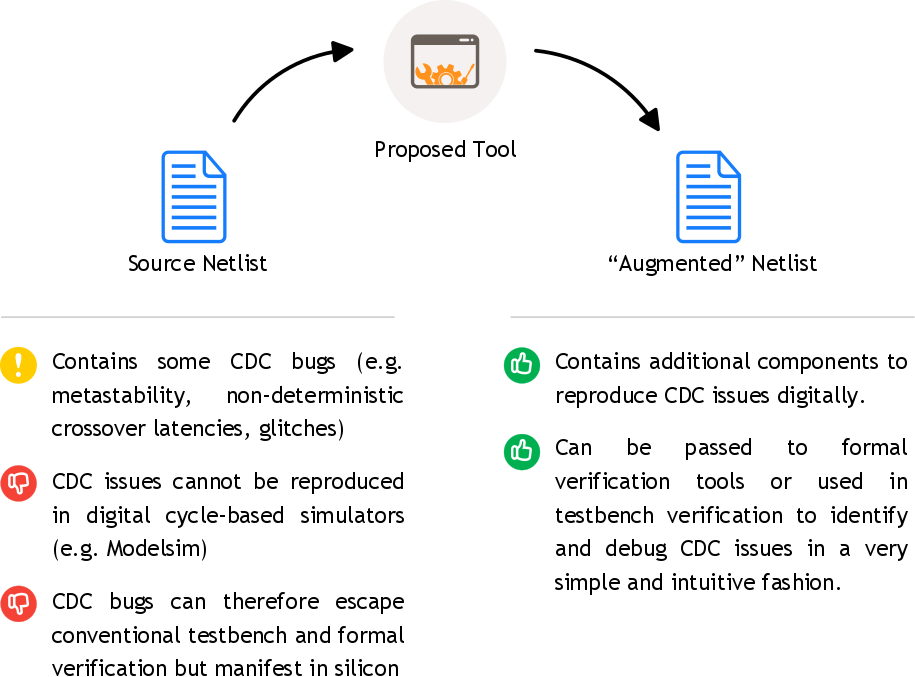 Proposed Tool
Source Netlist
“Augmented” Netlist
Contains some CDC bugs (e.g.
metastability, non-deterministic
crossover latencies, glitches)
CDC issues cannot be reproduced
in digital cycle-based simulators
(e.g. Modelsim)
CDC bugs can therefore escape
conventional testbench and formal
verification but manifest in silicon
Contains additional components to
reproduce CDC issues digitally.
Can be passed to formal
verification tools or used in
testbench verification to identify
and debug CDC issues in a very
simple and intuitive fashion.